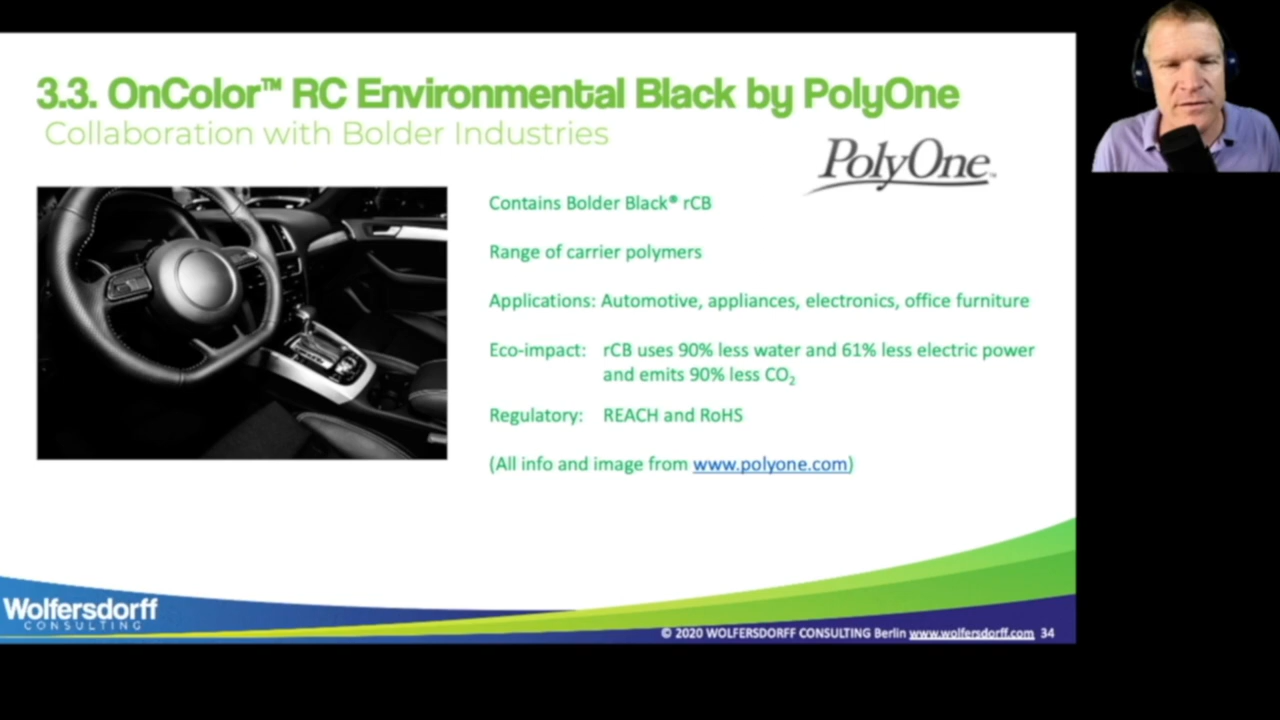 3.3. OnColor™ RC Environmental Black by PolyOne
Collaboration with Bolder Industries
PolyOne™
Contains Bolder Black® rCB
Range of carrier polymers
Applications: Automotive, appliances, electronics, office furniture
Eco-impact: rCB uses 90% less water and 61% less electric power
and emits 90% less CO₂
Regulatory: REACH and RoHS
(All info and image from www.polyone.com)
Wolfersdorff
CONSULTING
© 2020 WOLFERSDORFF CONSULTING Berlin www.wolfersdorff.com 34